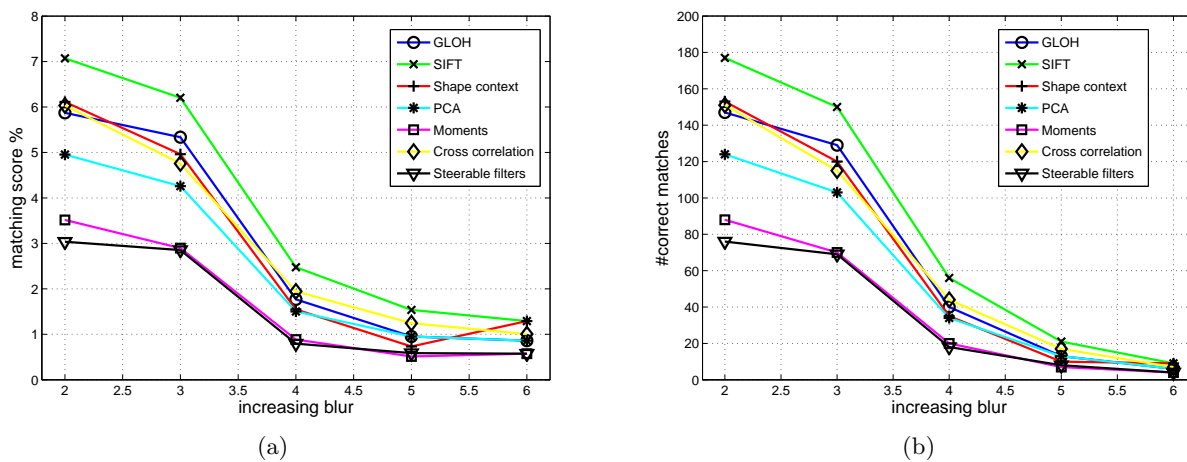 8
7
6
5
4
3
2
1
0
matching score %
2 2.5 3 3.5 4 4.5 5 5.5 6
increasing blur
GLOH
SIFT
Shape context
PCA
Moments
Cross correlation
Steerable filters
(a)
200
180
160
140
120
100
80
60
40
20
0
#correct matches
2 2.5 3 3.5 4 4.5 5 5.5 6
increasing blur
GLOH
SIFT
Shape context
PCA
Moments
Cross correlation
Steerable filters
(b)